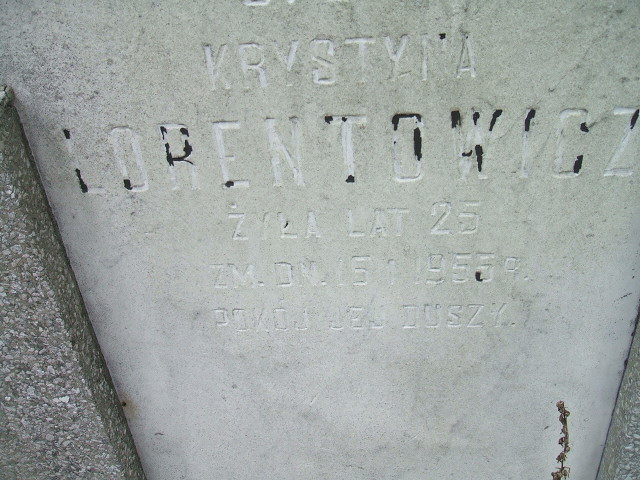 KRYSTYNA
LORENTOWICZ
ŻYŁA LAT 25
ZM. DN. 15 I 1955 R.
POKÓJ JEJ DUSZY.